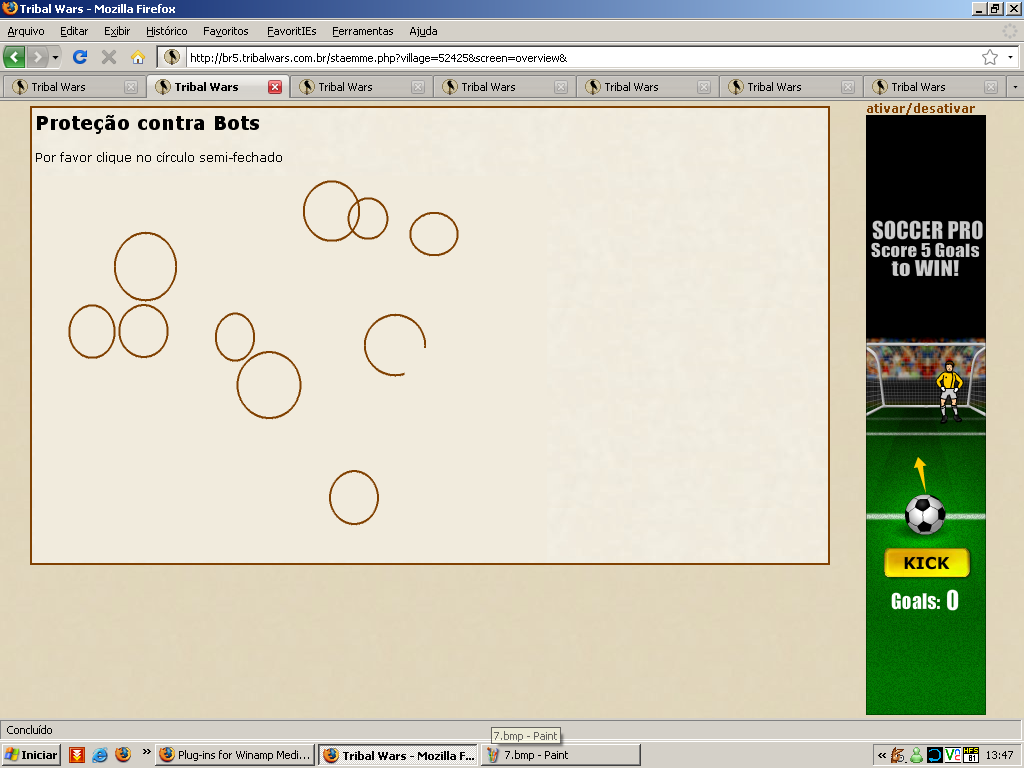 Tribal Wars - Mozilla Firefox
Arquivo Editar Exibir Histórico Favoritos FavoritIEs Ferramentas Ajuda
http://br5.tribalwars.com.br/staemme.php?village=52425&screen=overview&
Tribal Wars Tribal Wars Tribal Wars Tribal Wars Tribal Wars Tribal Wars Tribal Wars
ativar/desativar
Proteção contra Bots
Por favor clique no círculo semi-fechado
SOCCER PRO
Score 5 Goals
to WIN!
KICK
Goals: 0
Concluído
7.bmp - Paint
Iniciar » Plug-ins for Winamp Medi... Tribal Wars - Mozilla F... 7.bmp - Paint « HFS 81 13:47